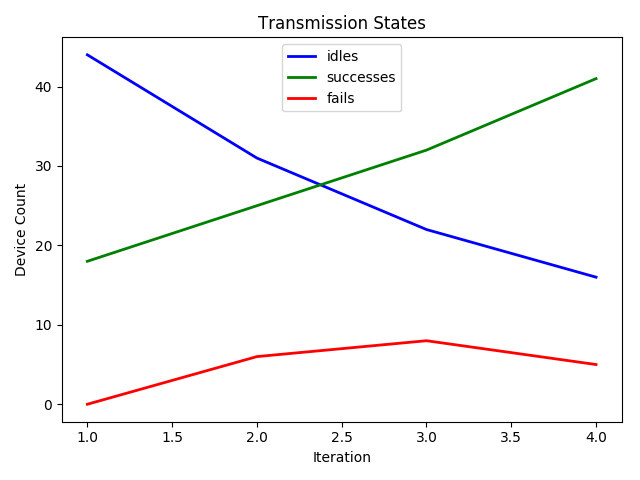 Transmission States
idles
successes
fails
Device Count
40
30
20
10
0
1.0 1.5 2.0 2.5 3.0 3.5 4.0
Iteration